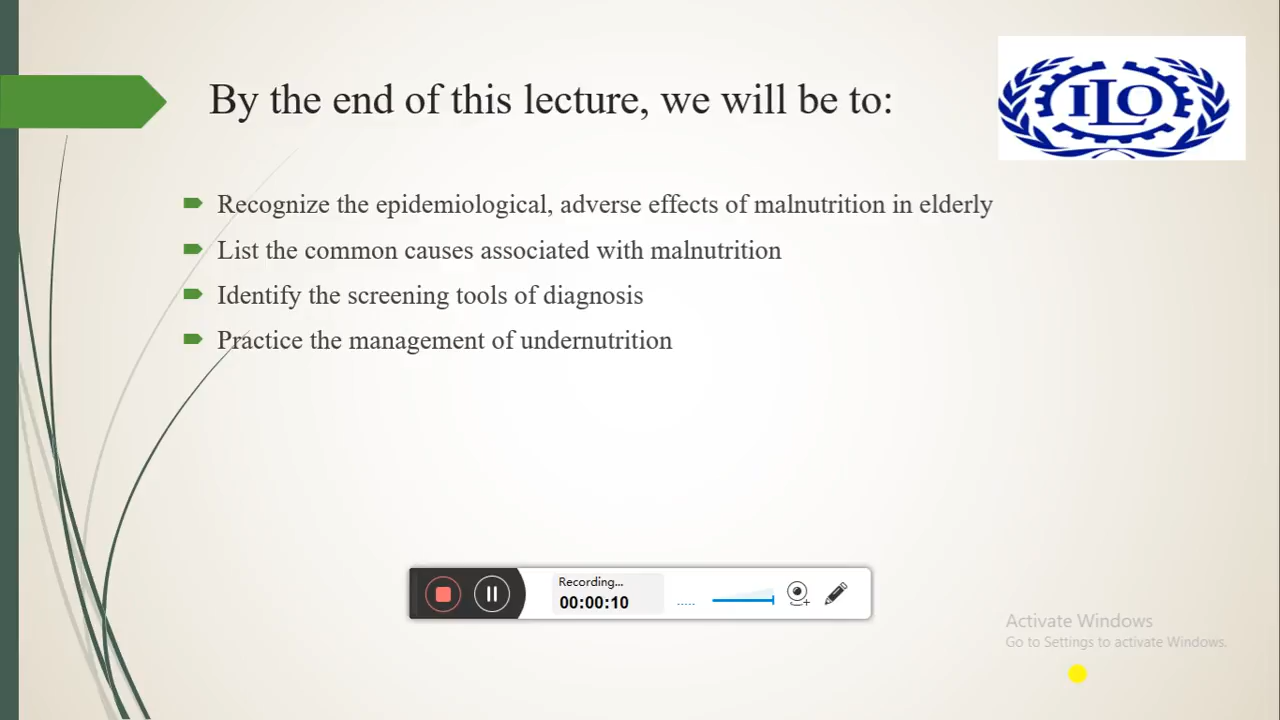 By the end of this lecture, we will be to:
ILO
Recognize the epidemiological, adverse effects of malnutrition in elderly
List the common causes associated with malnutrition
Identify the screening tools of diagnosis
Practice the management of undernutrition
Recording...
00:00:10
Activate Windows
Go to Settings to activate Windows.